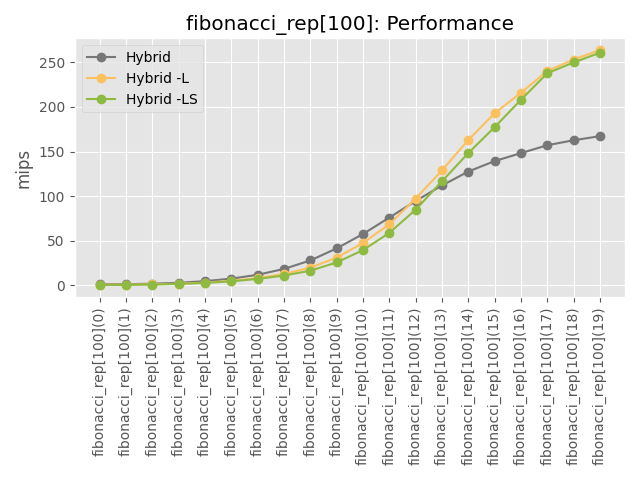 fibonacci_rep[100]: Performance
Hybrid
Hybrid -L
Hybrid -LS
mips
250
200
150
100
50
0
fibonacci_rep[100](0)
fibonacci_rep[100](1)
fibonacci_rep[100](2)
fibonacci_rep[100](3)
fibonacci_rep[100](4)
fibonacci_rep[100](5)
fibonacci_rep[100](6)
fibonacci_rep[100](7)
fibonacci_rep[100](8)
fibonacci_rep[100](9)
fibonacci_rep[100](10)
fibonacci_rep[100](11)
fibonacci_rep[100](12)
fibonacci_rep[100](13)
fibonacci_rep[100](14)
fibonacci_rep[100](15)
fibonacci_rep[100](16)
fibonacci_rep[100](17)
fibonacci_rep[100](18)
fibonacci_rep[100](19)